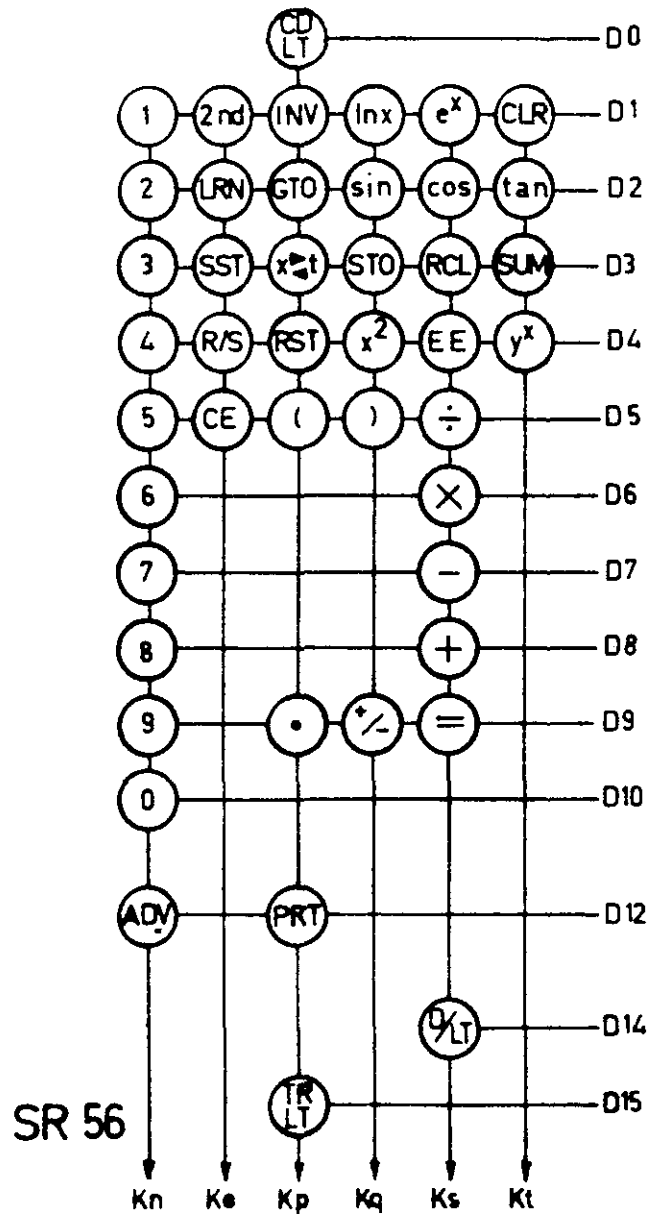 CD
LT D0
1 2nd INV lnx e^x CLR D1
2 LRN GTO sin cos tan D2
3 SST x►◄t STO RCL SUM D3
4 R/S RST x² EE y^x D4
5 CE ( ) ÷ D5
6 × D6
7 − D7
8 + D8
9 • +/− = D9
0 D10
ADV PRT D12
D/LT D14
TR
LT D15
SR 56
Kn Ke Kp Kq Ks Kt